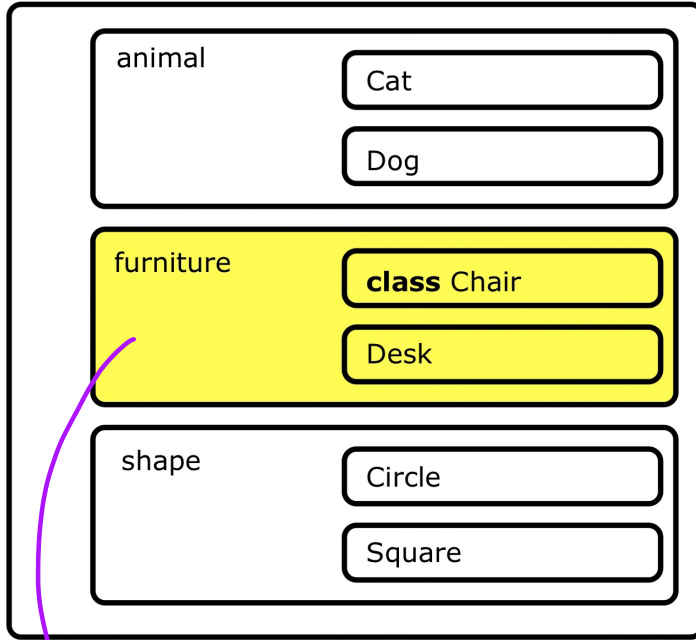 animal
Cat
Dog
furniture
class Chair
Desk
shape
Circle
Square